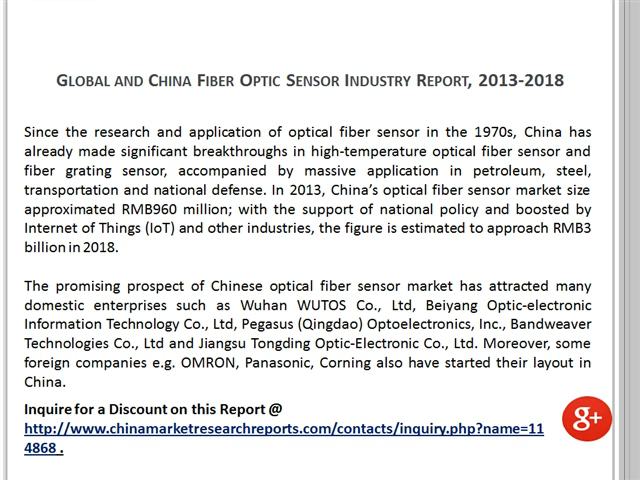 GLOBAL AND CHINA FIBER OPTIC SENSOR INDUSTRY REPORT, 2013-2018
Since the research and application of optical fiber sensor in the 1970s, China has
already made significant breakthroughs in high-temperature optical fiber sensor and
fiber grating sensor, accompanied by massive application in petroleum, steel,
transportation and national defense. In 2013, China's optical fiber sensor market size
approximated RMB960 million; with the support of national policy and boosted by
Internet of Things (IoT) and other industries, the figure is estimated to approach RMB3
billion in 2018.
The promising prospect of Chinese optical fiber sensor market has attracted many
domestic enterprises such as Wuhan WUTOS Co., Ltd, Beiyang Optic-electronic
Information Technology Co., Ltd, Pegasus (Qingdao) Optoelectronics, Inc., Bandweaver
Technologies Co., Ltd and Jiangsu Tongding Optic-Electronic Co., Ltd. Moreover, some
foreign companies e.g. OMRON, Panasonic, Corning also have started their layout in
China.
Inquire for a Discount on this Report @
http://www.chinamarketresearchreports.com/contacts/inquiry.php?name=11
4868 .
g+